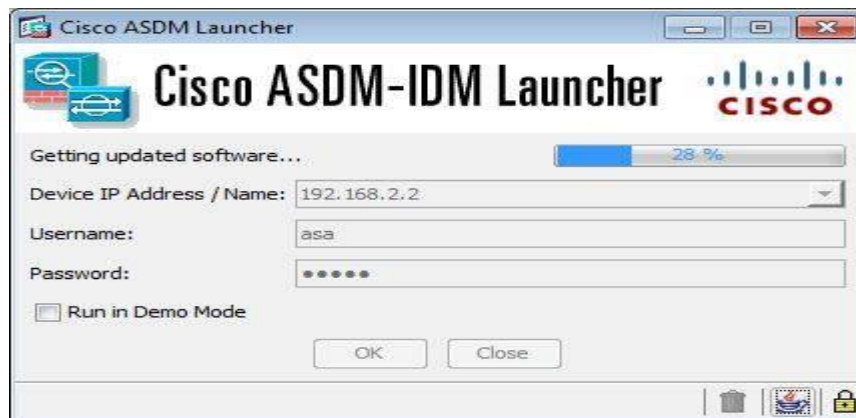 Cisco ASDM Launcher
Cisco ASDM-IDM Launcher
CISCO
Getting updated software...
28 %
Device IP Address / Name: 192.168.2.2
Username: asa
Password: •••••
Run in Demo Mode
OK Close